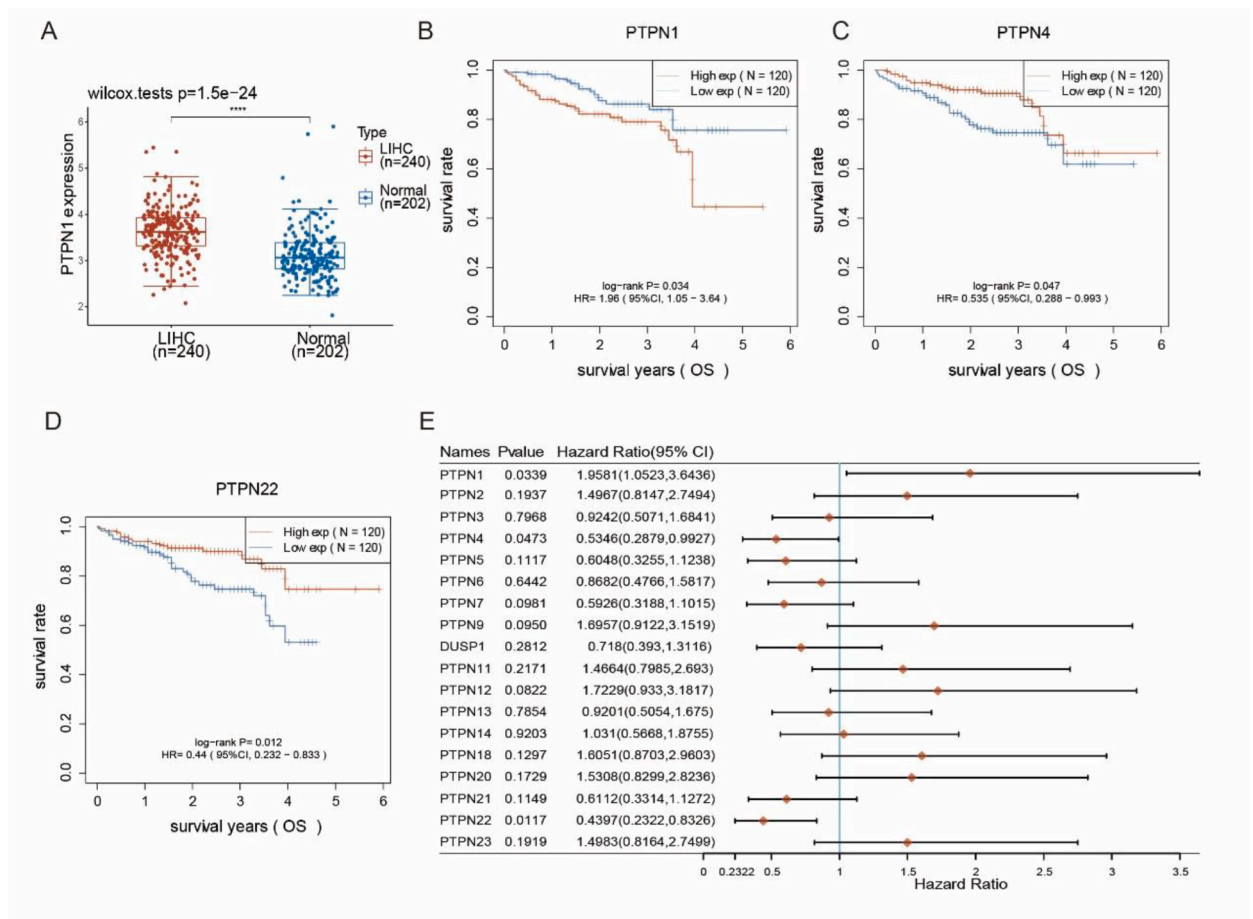 A
wilcox.tests p=1.5e−24
****
PTPN1 expression
6
5
4
3
2
LIHC
(n=240)
Normal
(n=202)
Type
LIHC
(n=240)
Normal
(n=202)
B
PTPN1
High exp ( N = 120)
Low exp ( N = 120)
survival rate
1.0
0.8
0.6
0.4
0.2
0.0
log-rank P= 0.034
HR= 1.96 ( 95%CI, 1.05 − 3.64 )
0 1 2 3 4 5 6
survival years ( OS )
C
PTPN4
High exp ( N = 120)
Low exp ( N = 120)
survival rate
1.0
0.8
0.6
0.4
0.2
0.0
log-rank P= 0.047
HR= 0.535 ( 95%CI, 0.288 − 0.993 )
0 1 2 3 4 5 6
survival years ( OS )
D
PTPN22
High exp ( N = 120)
Low exp ( N = 120)
survival rate
1.0
0.8
0.6
0.4
0.2
0.0
log-rank P= 0.012
HR= 0.44 ( 95%CI, 0.232 − 0.833 )
0 1 2 3 4 5 6
survival years ( OS )
E
Names Pvalue Hazard Ratio(95% CI)
PTPN1 0.0339 1.9581(1.0523,3.6436)
PTPN2 0.1937 1.4967(0.8147,2.7494)
PTPN3 0.7968 0.9242(0.5071,1.6841)
PTPN4 0.0473 0.5346(0.2879,0.9927)
PTPN5 0.1117 0.6048(0.3255,1.1238)
PTPN6 0.6442 0.8682(0.4766,1.5817)
PTPN7 0.0981 0.5926(0.3188,1.1015)
PTPN9 0.0950 1.6957(0.9122,3.1519)
DUSP1 0.2812 0.718(0.393,1.3116)
PTPN11 0.2171 1.4664(0.7985,2.693)
PTPN12 0.0822 1.7229(0.933,3.1817)
PTPN13 0.7854 0.9201(0.5054,1.675)
PTPN14 0.9203 1.031(0.5668,1.8755)
PTPN18 0.1297 1.6051(0.8703,2.9603)
PTPN20 0.1729 1.5308(0.8299,2.8236)
PTPN21 0.1149 0.6112(0.3314,1.1272)
PTPN22 0.0117 0.4397(0.2322,0.8326)
PTPN23 0.1919 1.4983(0.8164,2.7499)
0 0.2322 0.5 1 1.5 2 2.5 3 3.5
Hazard Ratio